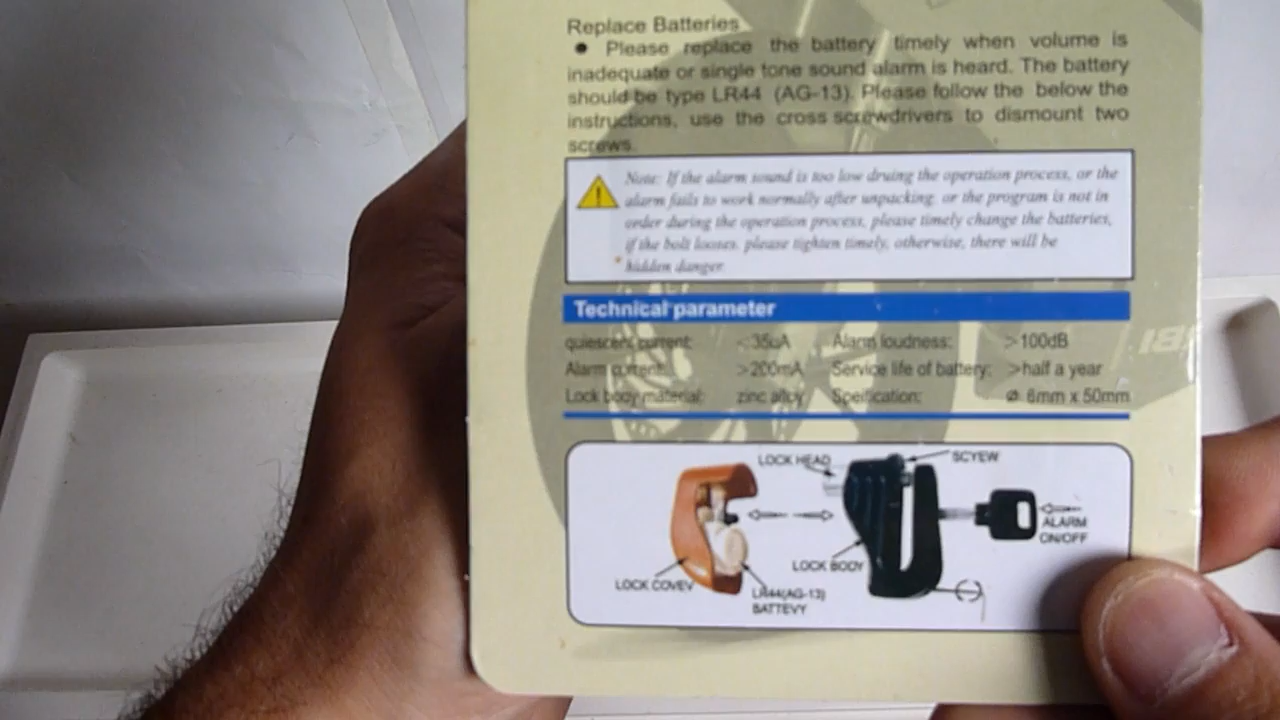 Replace Batteries
● Please replace the battery timely when volume is
inadequate or single tone sound alarm is heard. The battery
should be type LR44 (AG-13). Please follow the below the
instructions, use the cross screwdrivers to dismount two
screws.
Note: If the alarm sound is too low druing the operation process, or the
alarm fails to work normally after unpacking. or the program is not in
order during the operation process, please timely change the batteries,
if the bolt looses. please tighten timely, otherwise, there will be
hidden danger.
Technical parameter
quiescent current: <35uA Alarm loudness: >100dB
Alarm current: >200mA Service life of battery: >half a year
Lock body material: zinc alloy Speification: Ø 6mm x 50mm
LOCK HEAD
SCYEW
ALARM
ON/OFF
LOCK BODY
LOCK COVEV
LR44(AG-13)
BATTEVY